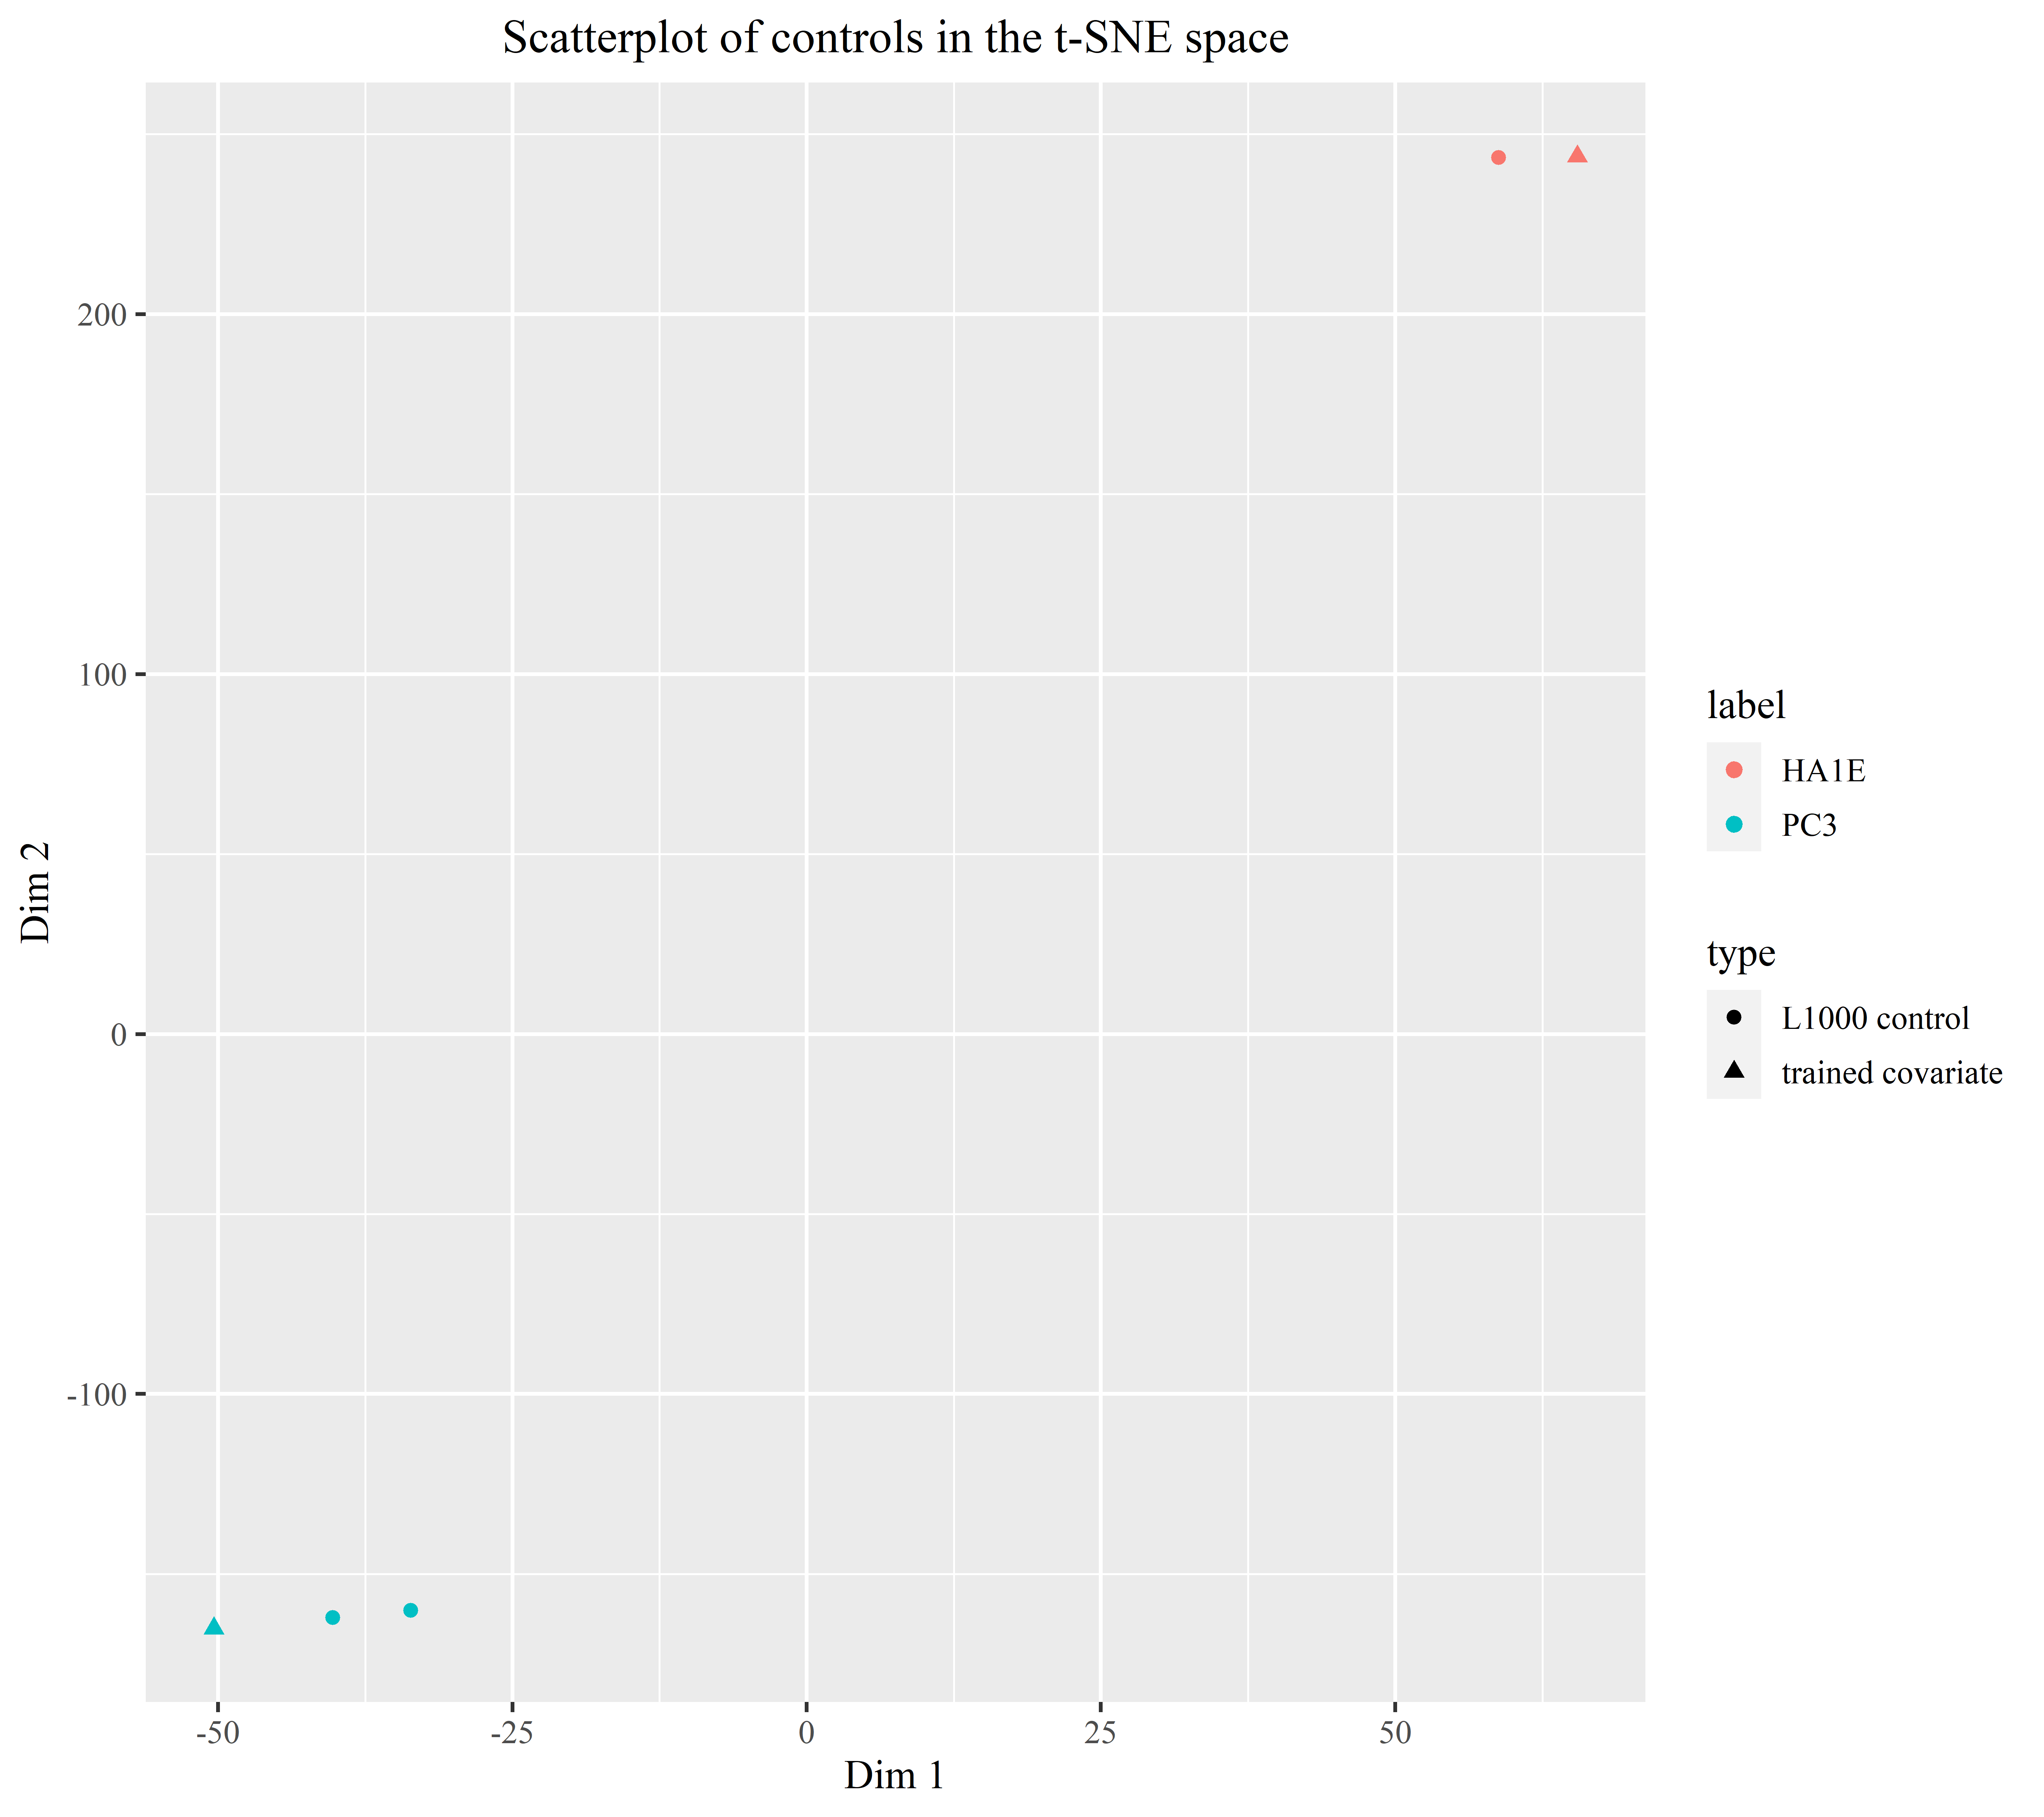 Scatterplot of controls in the t-SNE space
200
100
0
-100
Dim 2
-50
-25
0
25
50
Dim 1
label
HA1E
PC3
type
L1000 control
trained covariate